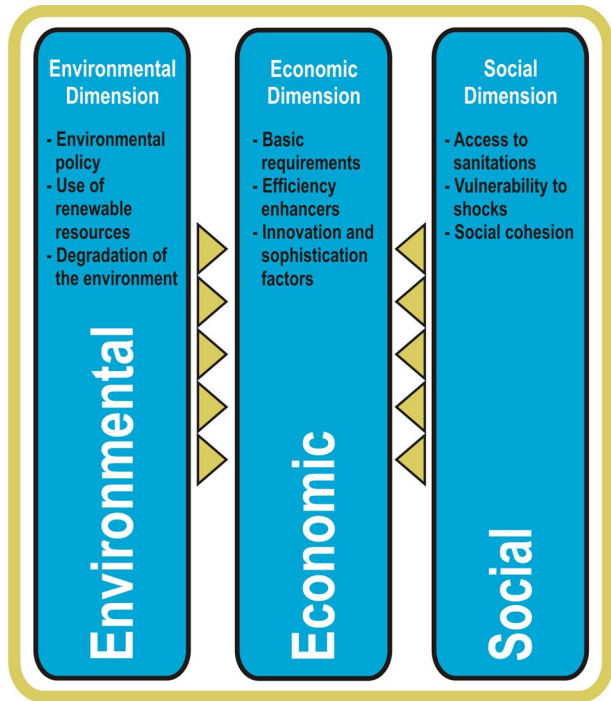 Environmental
Dimension
- Environmental
policy
- Use of
renewable
resources
- Degradation of
the environment
Environmental
Economic
Dimension
- Basic
requirements
- Efficiency
enhancers
- Innovation and
sophistication
factors
Economic
Social
Dimension
- Access to
sanitations
- Vulnerability to
shocks
- Social cohesion
Social